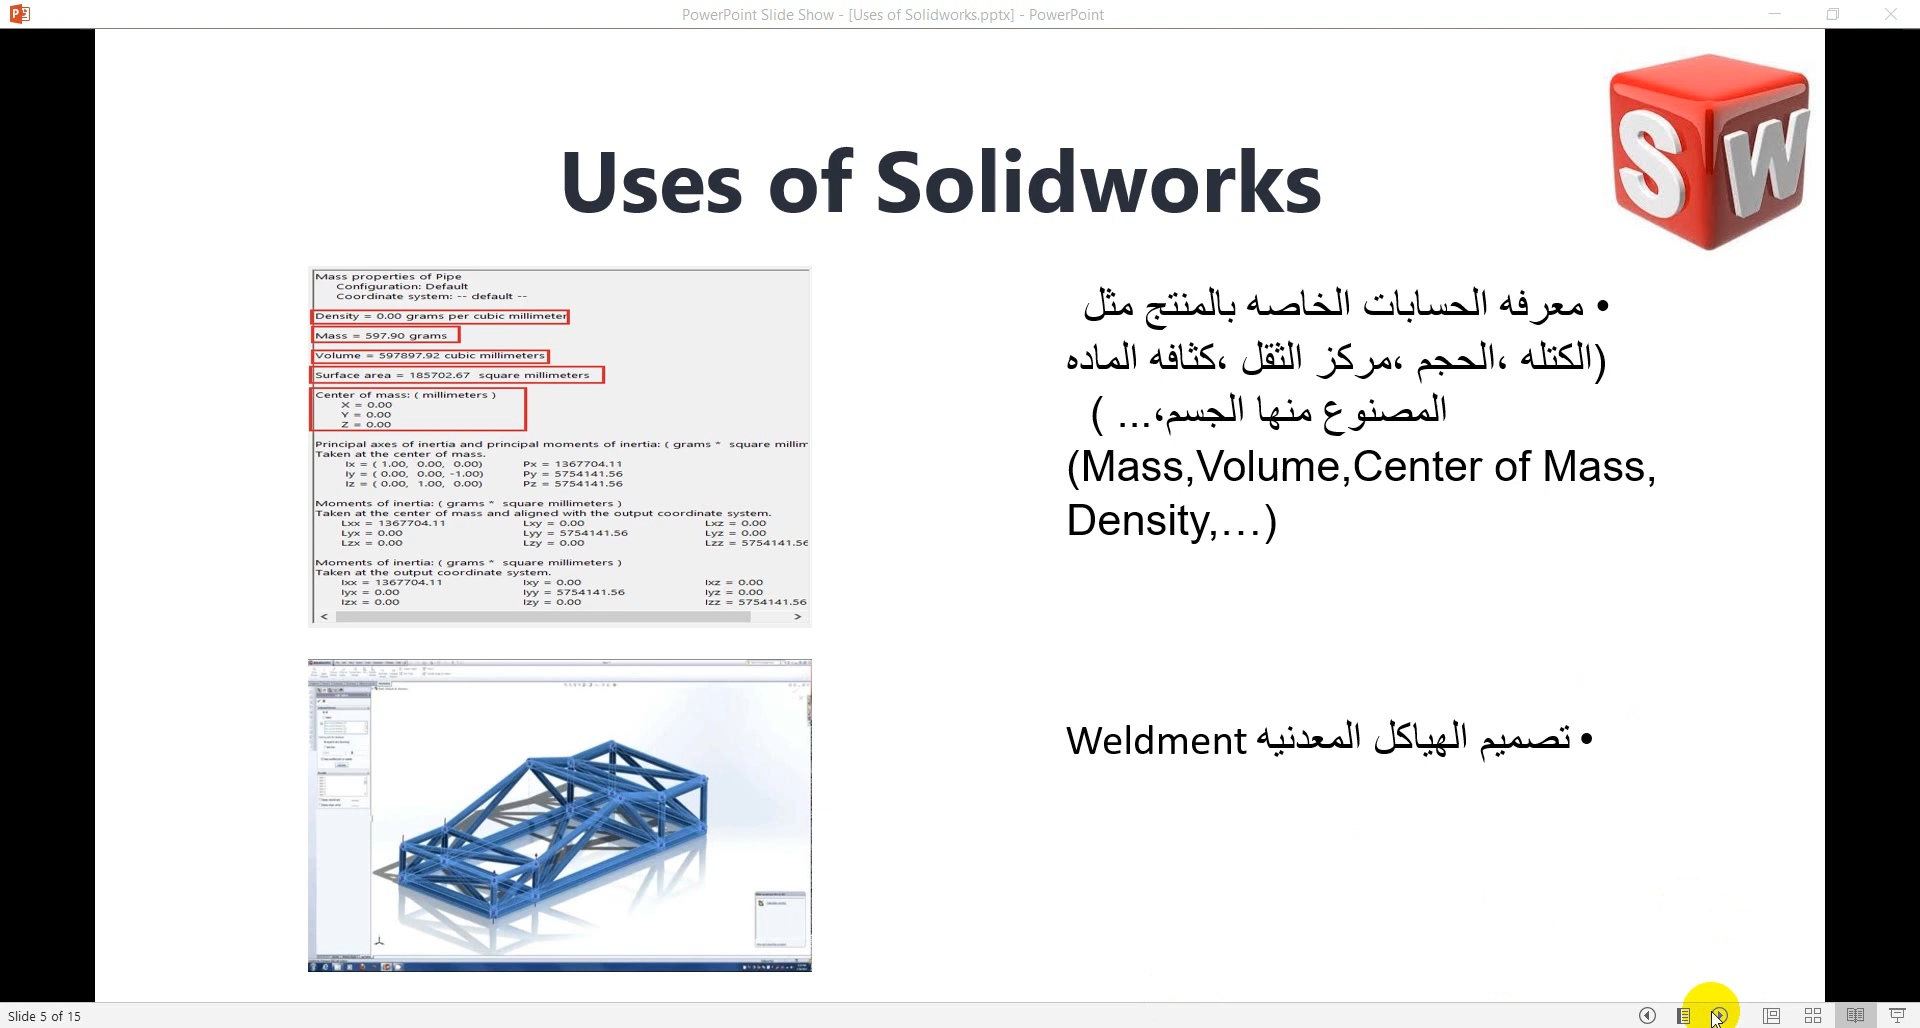 PowerPoint Slide Show - [Uses of Solidworks.pptx] - PowerPoint
SW
Uses of Solidworks
Mass properties of Pipe
Configuration: Default
Coordinate system: -- default --
Density = 0.00 grams per cubic millimeter
Mass = 597.90 grams
Volume = 597897.92 cubic millimeters
Surface area = 185702.67 square millimeters
Center of mass: ( millimeters )
X = 0.00
Y = 0.00
Z = 0.00
Principal axes of inertia and principal moments of inertia: ( grams * square millim
Taken at the center of mass.
Ix = ( 1.00, 0.00, 0.00) Px = 1367704.11
Iy = ( 0.00, 0.00, -1.00) Py = 5754141.56
Iz = ( 0.00, 1.00, 0.00) Pz = 5754141.56
Moments of inertia: ( grams * square millimeters )
Taken at the center of mass and aligned with the output coordinate system.
Lxx = 1367704.11 Lxy = 0.00 Lxz = 0.00
Lyx = 0.00 Lyy = 5754141.56 Lyz = 0.00
Lzx = 0.00 Lzy = 0.00 Lzz = 5754141.56
Moments of inertia: ( grams * square millimeters )
Taken at the output coordinate system.
Ixx = 1367704.11 Ixy = 0.00 Ixz = 0.00
Iyx = 0.00 Iyy = 5754141.56 Iyz = 0.00
Izx = 0.00 Izy = 0.00 Izz = 5754141.56
• معرفه الحسابات الخاصه بالمنتج مثل
(الكتله ،الحجم ،مركز الثقل ،كثافه الماده
المصنوع منها الجسم،... )
(Mass,Volume,Center of Mass,
Density,…)
• تصميم الهياكل المعدنيه Weldment
Slide 5 of 15